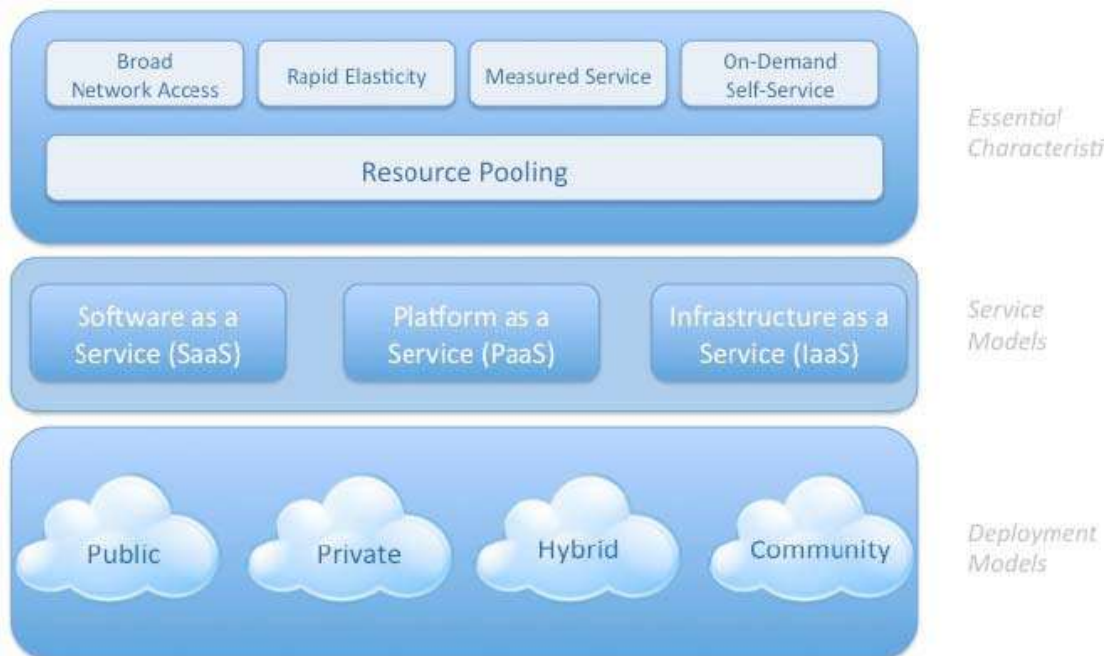 Broad
Network Access
Rapid Elasticity
Measured Service
On-Demand
Self-Service
Resource Pooling
Essential
Characteristi
Software as a
Service (SaaS)
Platform as a
Service (PaaS)
Infrastructure as a
Service (IaaS)
Service
Models
Public
Private
Hybrid
Community
Deployment
Models